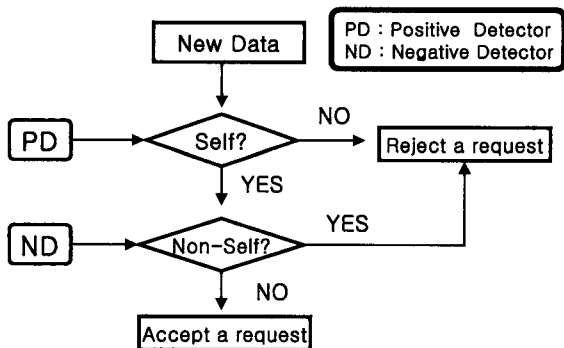 New Data
PD : Positive Detector
ND : Negative Detector
PD
Self?
NO
Reject a request
YES
ND
Non-Self?
YES
NO
Accept a request